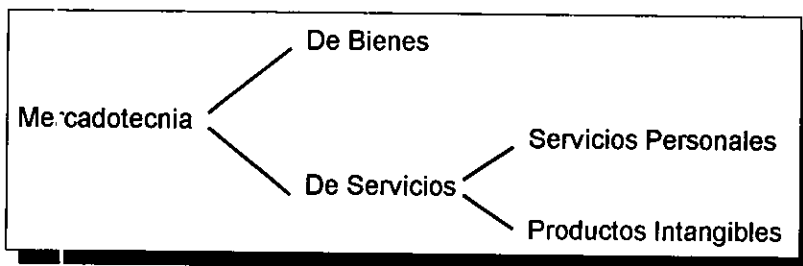 De Bienes
Mercadotecnia
Servicios Personales
De Servicios
Productos Intangibles